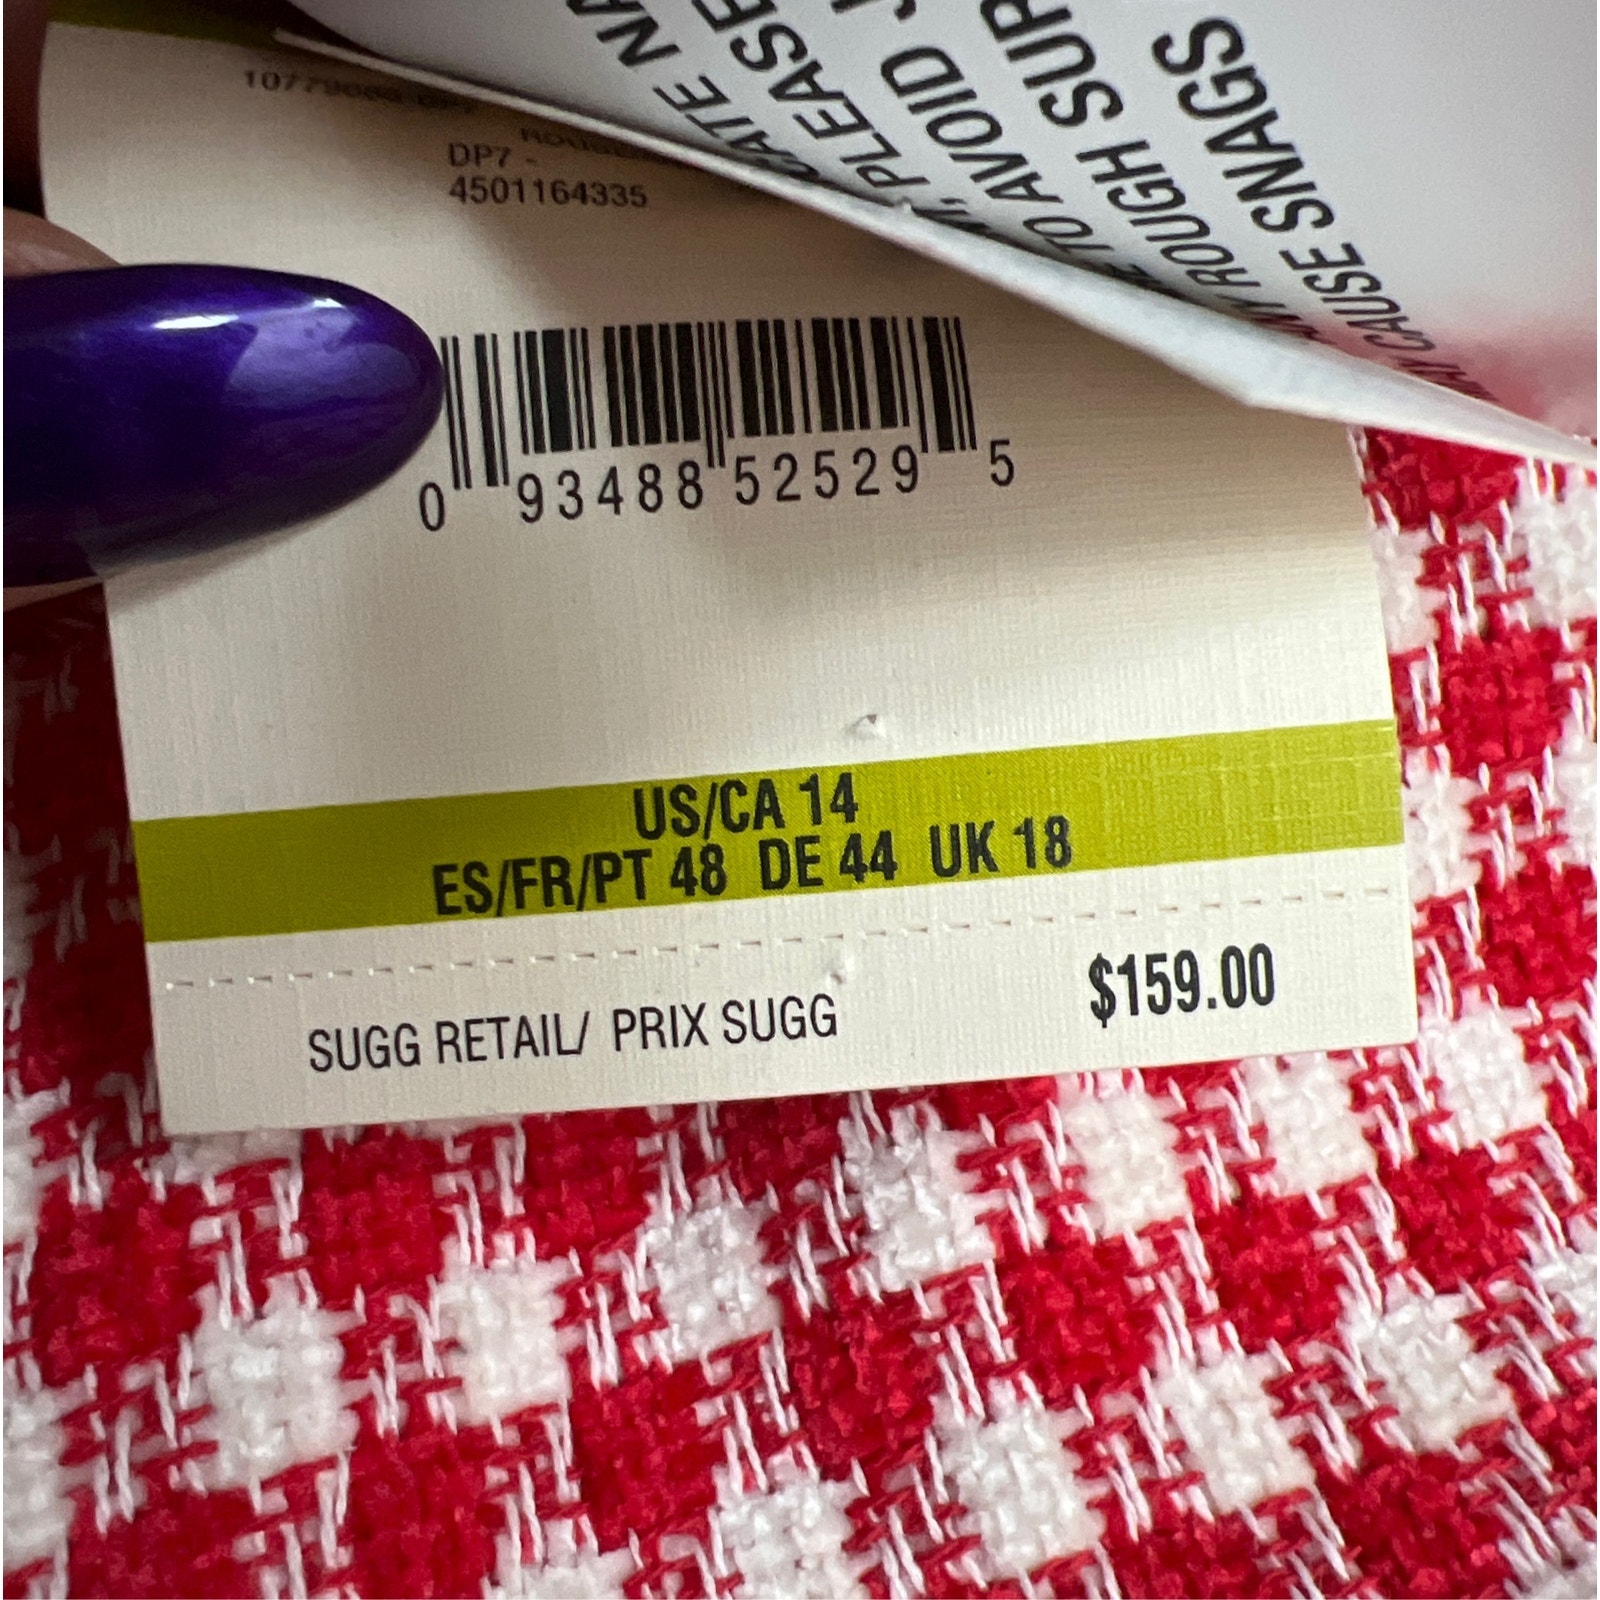 PLEASE
AVOID
ROUGH
CAUSE SNAGS
DP7 -
4501164335
0 93488 52529 5
US/CA 14
ES/FR/PT 48 DE 44 UK 18
SUGG RETAIL/ PRIX SUGG $159.00